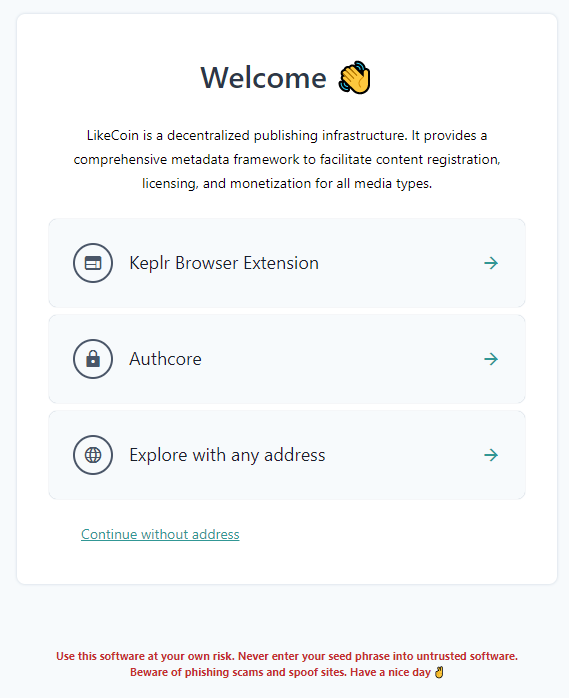 Welcome 👋
LikeCoin is a decentralized publishing infrastructure. It provides a
comprehensive metadata framework to facilitate content registration,
licensing, and monetization for all media types.
Keplr Browser Extension
Authcore
Explore with any address
Continue without address
Use this software at your own risk. Never enter your seed phrase into untrusted software.
Beware of phishing scams and spoof sites. Have a nice day ✌